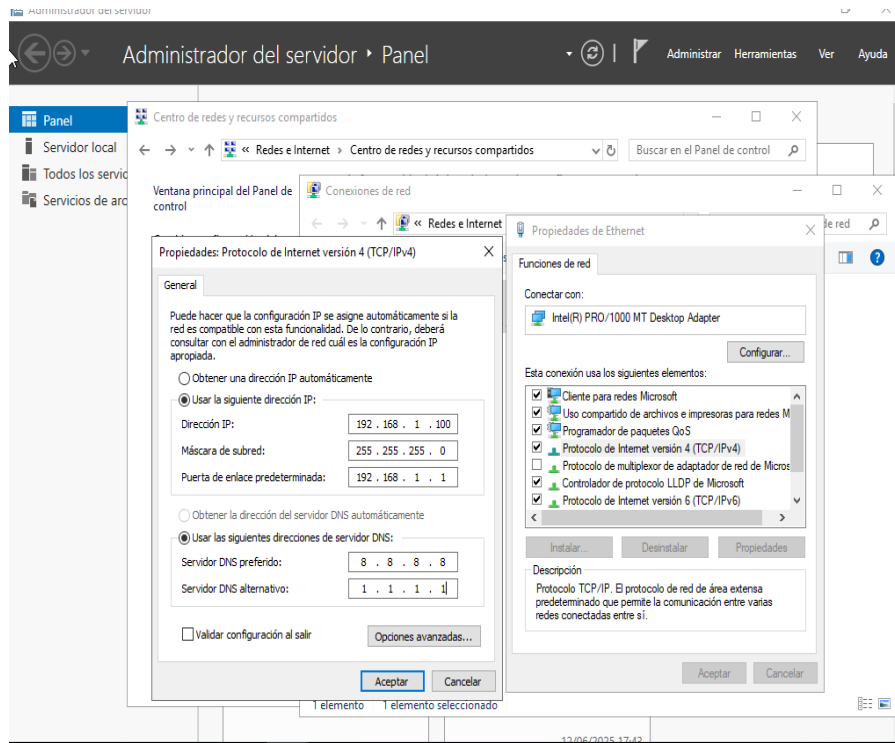 Administrador del servidor
Administrador del servidor ‣ Panel
Administrar Herramientas Ver Ayuda
Panel
Servidor local
Todos los servic
Servicios de arc
Centro de redes y recursos compartidos
« Redes e Internet › Centro de redes y recursos compartidos
Buscar en el Panel de control
Ventana principal del Panel de
control
Conexiones de red
« Redes e Internet
de red
Propiedades: Protocolo de Internet versión 4 (TCP/IPv4)
General
Puede hacer que la configuración IP se asigne automáticamente si la
red es compatible con esta funcionalidad. De lo contrario, deberá
consultar con el administrador de red cuál es la configuración IP
apropiada.
Obtener una dirección IP automáticamente
Usar la siguiente dirección IP:
Dirección IP: 192 . 168 . 1 . 100
Máscara de subred: 255 . 255 . 255 . 0
Puerta de enlace predeterminada: 192 . 168 . 1 . 1
Obtener la dirección del servidor DNS automáticamente
Usar las siguientes direcciones de servidor DNS:
Servidor DNS preferido: 8 . 8 . 8 . 8
Servidor DNS alternativo: 1 . 1 . 1 . 1
Validar configuración al salir
Opciones avanzadas...
Aceptar Cancelar
Propiedades de Ethernet
Funciones de red
Conectar con:
Intel(R) PRO/1000 MT Desktop Adapter
Configurar...
Esta conexión usa los siguientes elementos:
Cliente para redes Microsoft
Uso compartido de archivos e impresoras para redes M
Programador de paquetes QoS
Protocolo de Internet versión 4 (TCP/IPv4)
Protocolo de multiplexor de adaptador de red de Micros
Controlador de protocolo LLDP de Microsoft
Protocolo de Internet versión 6 (TCP/IPv6)
Instalar... Desinstalar Propiedades
Descripción
Protocolo TCP/IP. El protocolo de red de área extensa
predeterminado que permite la comunicación entre varias
redes conectadas entre sí.
Aceptar Cancelar
1 elemento 1 elemento seleccionado
12/06/2025 17:43